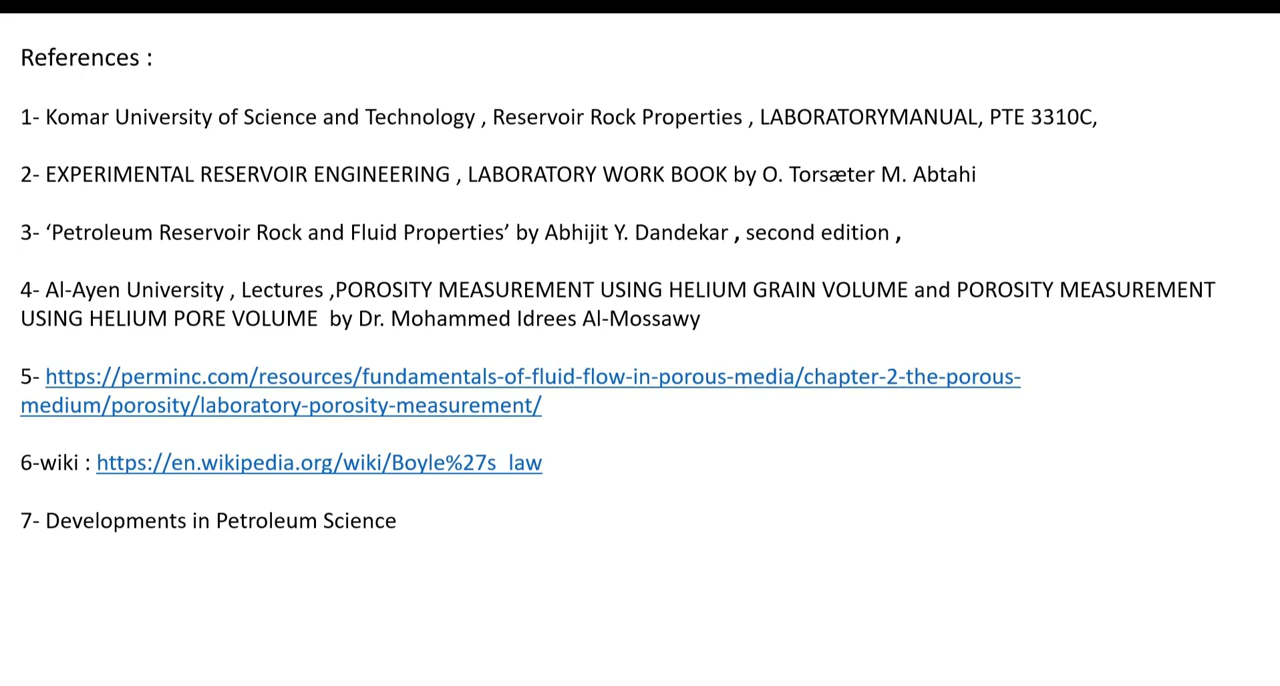 References :
1- Komar University of Science and Technology , Reservoir Rock Properties , LABORATORYMANUAL, PTE 3310C,
2- EXPERIMENTAL RESERVOIR ENGINEERING , LABORATORY WORK BOOK by O. Torsæter M. Abtahi
3- ‘Petroleum Reservoir Rock and Fluid Properties’ by Abhijit Y. Dandekar , second edition ,
4- Al-Ayen University , Lectures ,POROSITY MEASUREMENT USING HELIUM GRAIN VOLUME and POROSITY MEASUREMENT
USING HELIUM PORE VOLUME  by Dr. Mohammed Idrees Al-Mossawy
5- https://perminc.com/resources/fundamentals-of-fluid-flow-in-porous-media/chapter-2-the-porous-
medium/porosity/laboratory-porosity-measurement/
6-wiki : https://en.wikipedia.org/wiki/Boyle%27s_law
7- Developments in Petroleum Science